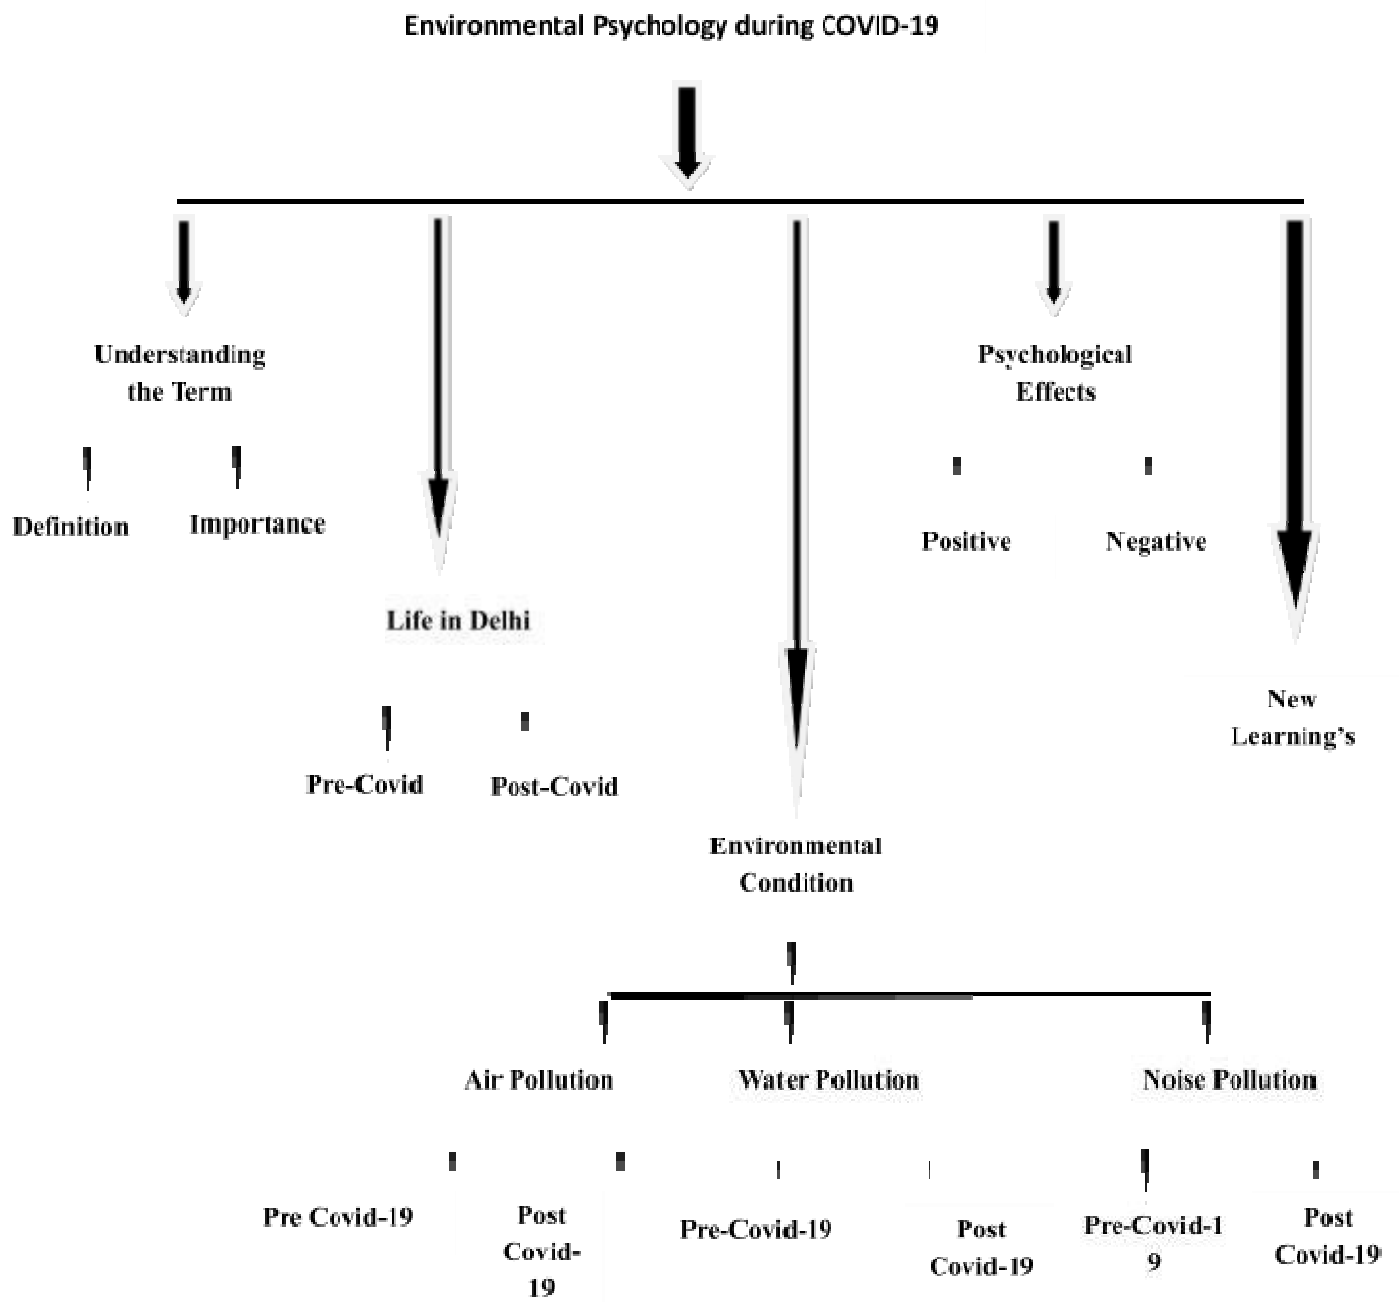 Environmental Psychology during COVID-19
Understanding
the Term
Psychological
Effects
Definition
Importance
Positive
Negative
Life in Delhi
New
Learning’s
Pre-Covid
Post-Covid
Environmental
Condition
Air Pollution
Water Pollution
Noise Pollution
Pre Covid-19
Post
Covid-
19
Pre-Covid-19
Post
Covid-19
Pre-Covid-1
9
Post
Covid-19